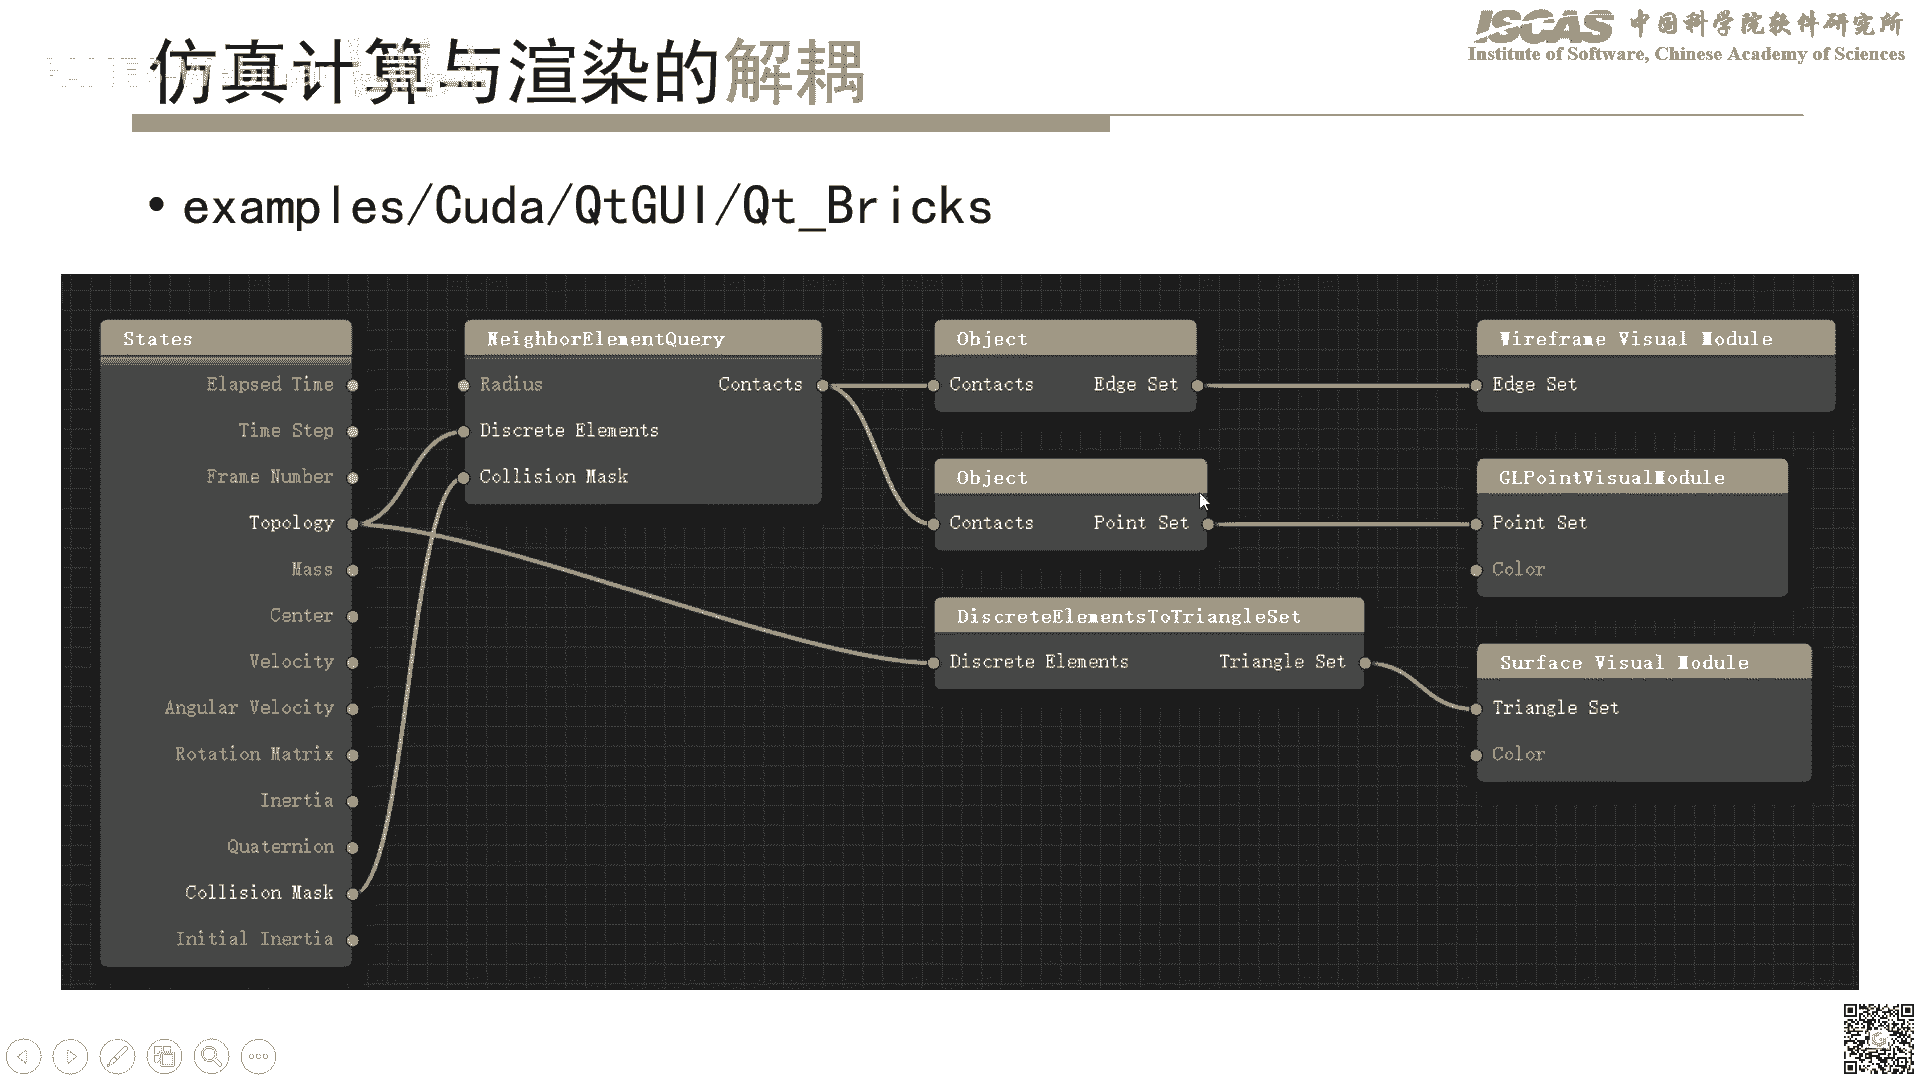 ISCAS 中国科学院软件研究所
Institute of Software, Chinese Academy of Sciences
仿真计算与渲染的解耦
• examples/Cuda/QtGUI/Qt_Bricks
States
Elapsed Time
Time Step
Frame Number
Topology
Mass
Center
Velocity
Angular Velocity
Rotation Matrix
Inertia
Quaternion
Collision Mask
Initial Inertia
NeighborElementQuery
Radius Contacts
Discrete Elements
Collision Mask
Object
Contacts Edge Set
Object
Contacts Point Set
DiscreteElementsToTriangleSet
Discrete Elements Triangle Set
Wireframe Visual Module
Edge Set
GLPointVisualModule
Point Set
Color
Surface Visual Module
Triangle Set
Color